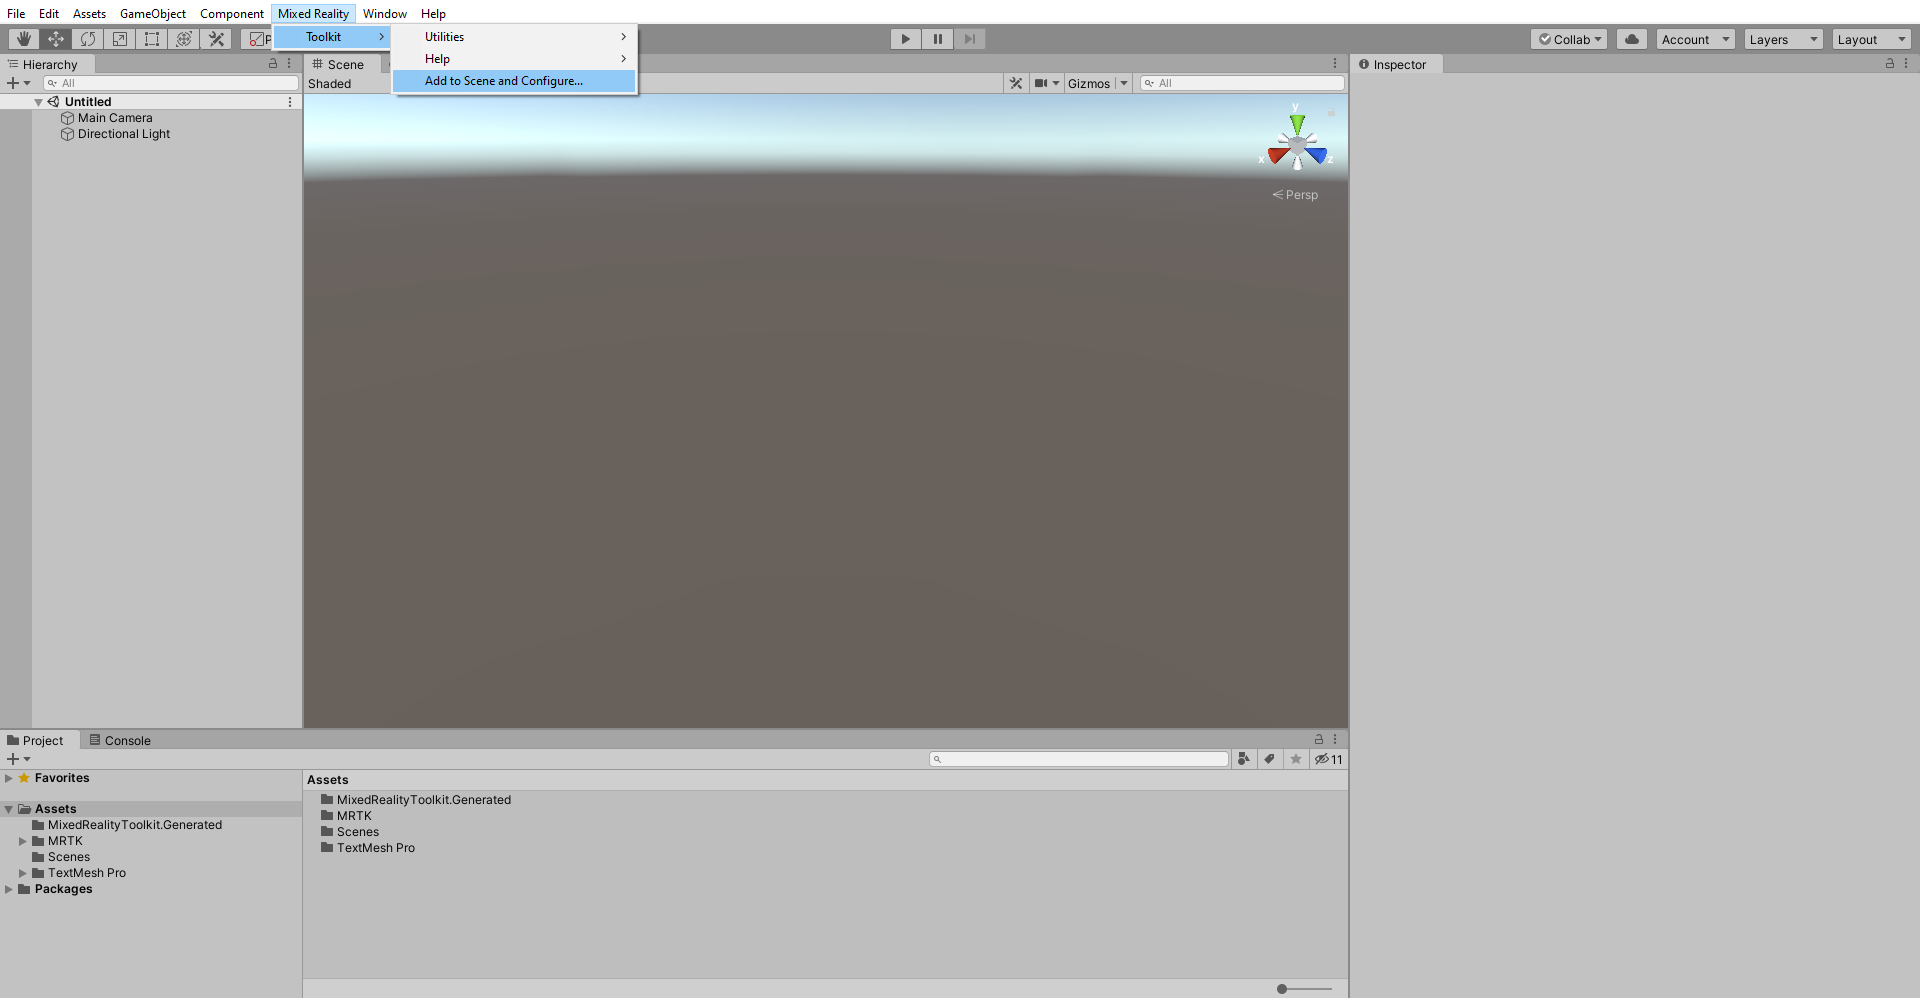 File Edit Assets GameObject Component Mixed Reality Window Help
Toolkit
Utilities
Help
Add to Scene and Configure...
Collab Account Layers Layout
Hierarchy
All
Untitled
Main Camera
Directional Light
Scene
Shaded
Gizmos
All
y
x
z
Persp
Inspector
Project Console
11
Favorites
Assets
MixedRealityToolkit.Generated
MRTK
Scenes
TextMesh Pro
Packages
Assets
MixedRealityToolkit.Generated
MRTK
Scenes
TextMesh Pro